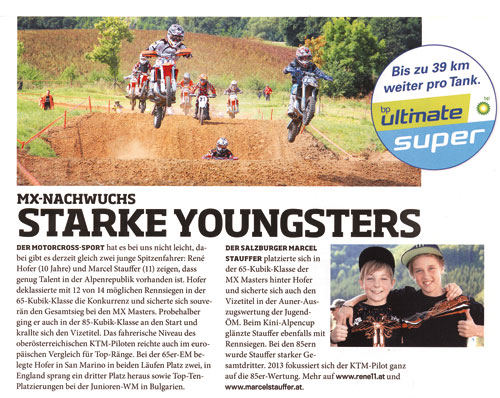 Bis zu 39 km
weiter pro Tank.
bp
ultimate
bp
super
MX-NACHWUCHS
STARKE YOUNGSTERS
DER MOTORCROSS-SPORT hat es bei uns nicht leicht, da-
bei gibt es derzeit gleich zwei junge Spitzenfahrer: René
Hofer (10 Jahre) und Marcel Stauffer (11) zeigen, dass
genug Talent in der Alpenrepublik vorhanden ist. Hofer
deklassierte mit 12 von 14 möglichen Rennsiegen in der
65-Kubik-Klasse die Konkurrenz und sicherte sich souve-
rän den Gesamtsieg bei den MX Masters. Probehalber
ging er auch in der 85-Kubik-Klasse an den Start und
krallte sich den Vizetitel. Das fahrerische Niveau des
oberösterreichischen KTM-Piloten reichte auch im euro-
päischen Vergleich für Top-Ränge. Bei der 65er-EM be-
legte Hofer in San Marino in beiden Läufen Platz zwei, in
England sprang ein dritter Platz heraus sowie Top-Ten-
Platzierungen bei der Junioren-WM in Bulgarien.
DER SALZBURGER MARCEL
STAUFFER platzierte sich in
der 65-Kubik-Klasse der
MX Masters hinter Hofer
und sicherte sich auch den
Vizetitel in der Auner-Aus-
zugswertung der Jugend-
ÖM. Beim Kini-Alpencup
glänzte Stauffer ebenfalls mit
Rennsiegen. Bei den 85ern
wurde Stauffer starker Ge-
samtdritter. 2013 fokussiert sich der KTM-Pilot ganz
auf die 85er-Wertung. Mehr auf www.rene11.at und
www.marcelstauffer.at.